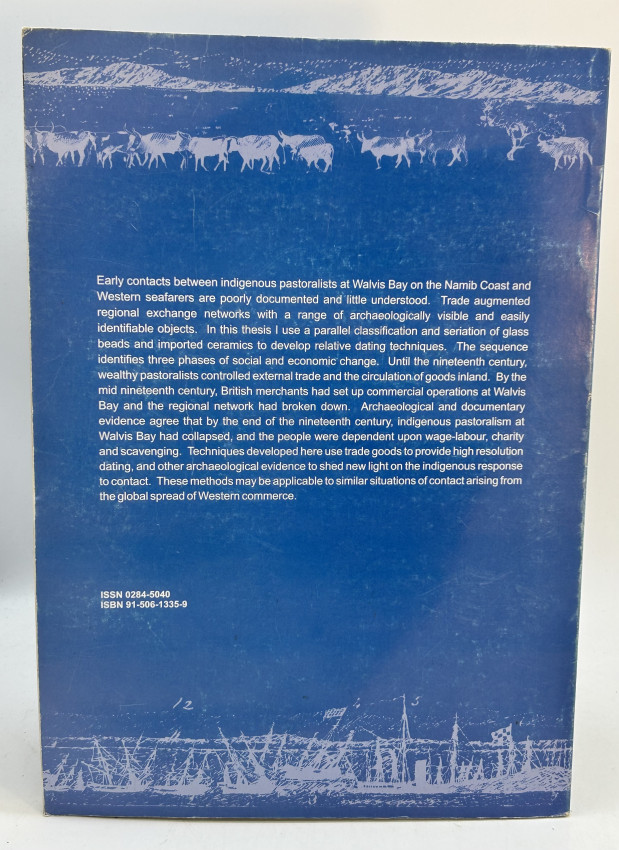 Early contacts between indigenous pastoralists at Walvis Bay on the Namib Coast and
Western seafarers are poorly documented and little understood. Trade augmented
regional exchange networks with a range of archaeologically visible and easily
identifiable objects. In this thesis I use a parallel classification and seriation of glass
beads and imported ceramics to develop relative dating techniques. The sequence
identifies three phases of social and economic change. Until the nineteenth century,
wealthy pastoralists controlled external trade and the circulation of goods inland. By the
mid nineteenth century, British merchants had set up commercial operations at Walvis
Bay and the regional network had broken down. Archaeological and documentary
evidence agree that by the end of the nineteenth century, indigenous pastoralism at
Walvis Bay had collapsed, and the people were dependent upon wage-labour, charity
and scavenging. Techniques developed here use trade goods to provide high resolution
dating, and other archaeological evidence to shed new light on the indigenous response
to contact. These methods may be applicable to similar situations of contact arising from
the global spread of Western commerce.
ISSN 0284-5040
ISBN 91-506-1335-9
12 4 5